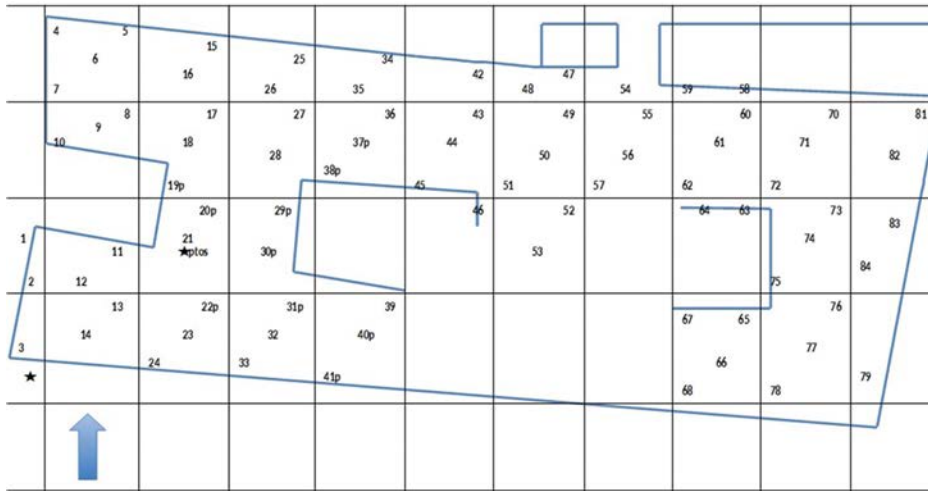 4 5
15
6 25 34
16 42 47
7 26 35 48 54 59 58
8 17 27 36 43 49 55 60 70 81
9
10 18 37p 44 61 71
28 50 56 82
38p
19p 45 51 57 62 72
20p 29p 46 52 64 63 73
1 21 74 83
11 ptos 30p 53
84
2 12 75
13 22p 31p 39 76
67 65
14 23 32 40p
3 77
24 33 66
41p 79
68 78